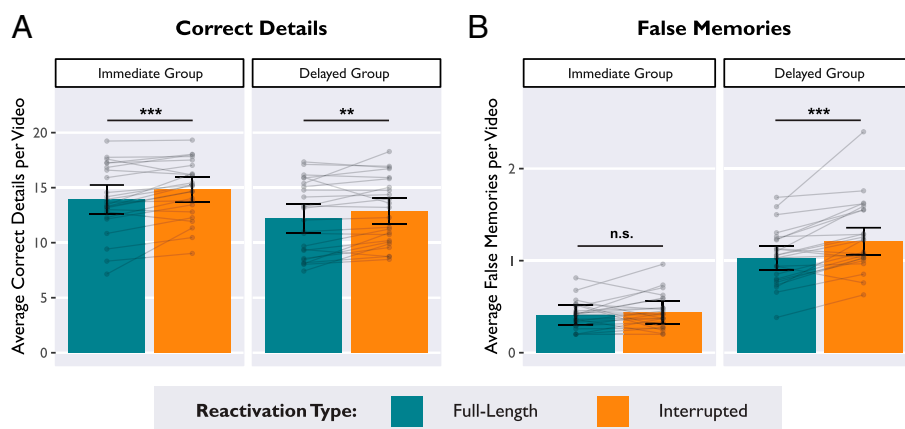 A
Correct Details
Average Correct Details per Video
Immediate Group
Delayed Group
***
**
20
15
10
5
0
B
False Memories
Average False Memories per Video
Immediate Group
Delayed Group
n.s.
***
2
1
0
Reactivation Type:
Full-Length
Interrupted